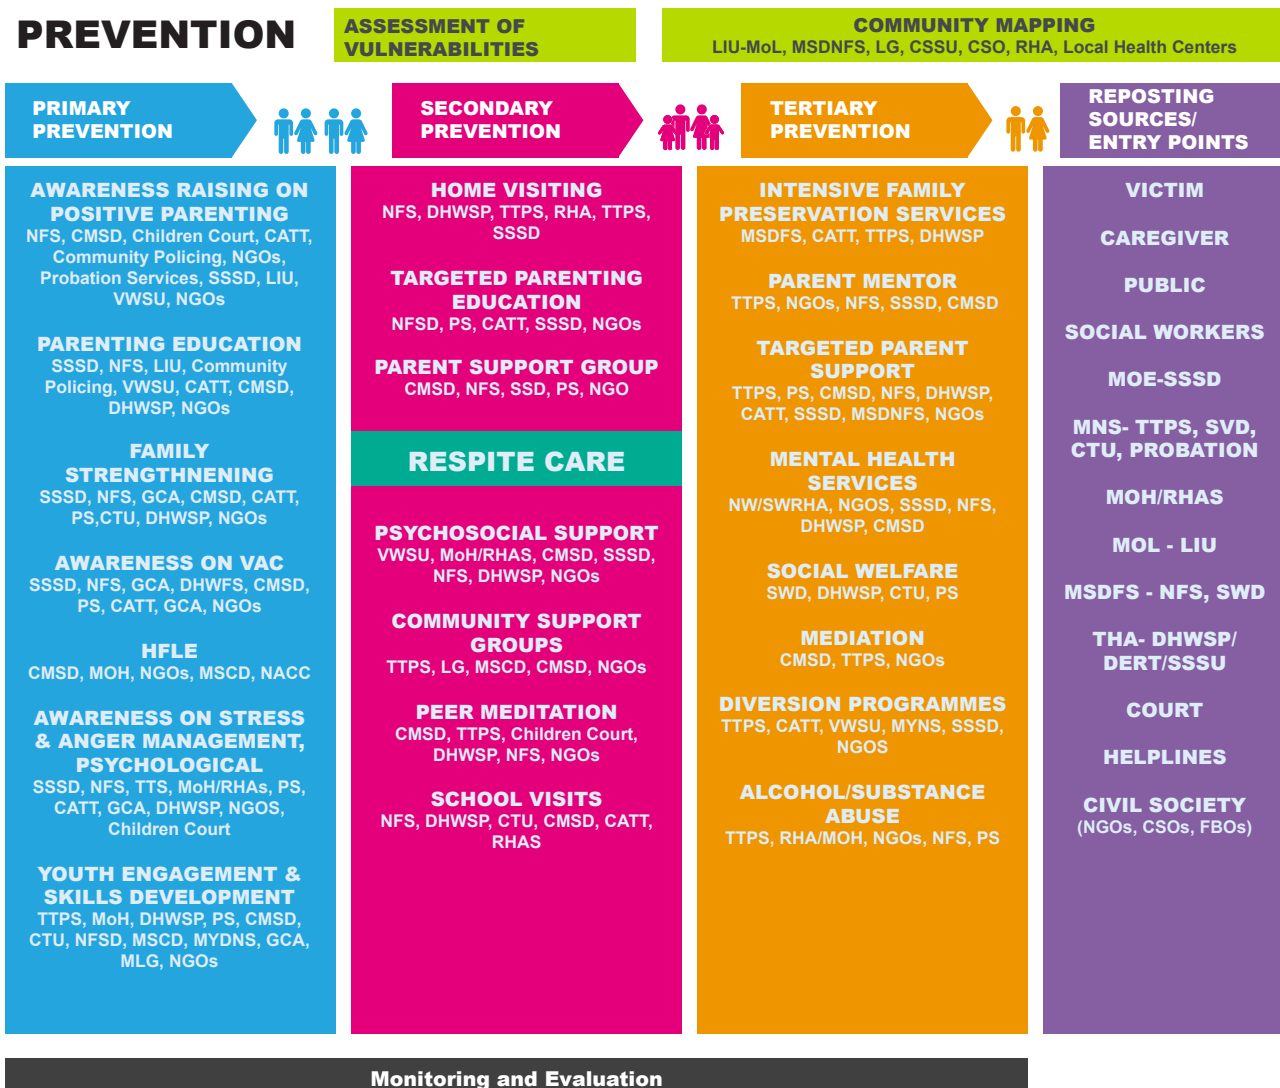 PREVENTION
ASSESSMENT OF
VULNERABILITIES
COMMUNITY MAPPING
LIU-MoL, MSDNFS, LG, CSSU, CSO, RHA, Local Health Centers
PRIMARY
PREVENTION
SECONDARY
PREVENTION
TERTIARY
PREVENTION
REPOSTING
SOURCES/
ENTRY POINTS
AWARENESS RAISING ON
POSITIVE PARENTING
NFS, CMSD, Children Court, CATT,
Community Policing, NGOs,
Probation Services, SSSD, LIU,
VWSU, NGOs
PARENTING EDUCATION
SSSD, NFS, LIU, Community
Policing, VWSU, CATT, CMSD,
DHWSP, NGOs
FAMILY
STRENGTHNENING
SSSD, NFS, GCA, CMSD, CATT,
PS,CTU, DHWSP, NGOs
AWARENESS ON VAC
SSSD, NFS, GCA, DHWFS, CMSD,
PS, CATT, GCA, NGOs
HFLE
CMSD, MOH, NGOs, MSCD, NACC
AWARENESS ON STRESS
& ANGER MANAGEMENT,
PSYCHOLOGICAL
SSSD, NFS, TTS, MoH/RHAs, PS,
CATT, GCA, DHWSP, NGOS,
Children Court
YOUTH ENGAGEMENT &
SKILLS DEVELOPMENT
TTPS, MoH, DHWSP, PS, CMSD,
CTU, NFSD, MSCD, MYDNS, GCA,
MLG, NGOs
HOME VISITING
NFS, DHWSP, TTPS, RHA, TTPS,
SSSD
TARGETED PARENTING
EDUCATION
NFSD, PS, CATT, SSSD, NGOs
PARENT SUPPORT GROUP
CMSD, NFS, SSD, PS, NGO
RESPITE CARE
PSYCHOSOCIAL SUPPORT
VWSU, MoH/RHAS, CMSD, SSSD,
NFS, DHWSP, NGOs
COMMUNITY SUPPORT
GROUPS
TTPS, LG, MSCD, CMSD, NGOs
PEER MEDITATION
CMSD, TTPS, Children Court,
DHWSP, NFS, NGOs
SCHOOL VISITS
NFS, DHWSP, CTU, CMSD, CATT,
RHAS
INTENSIVE FAMILY
PRESERVATION SERVICES
MSDFS, CATT, TTPS, DHWSP
PARENT MENTOR
TTPS, NGOs, NFS, SSSD, CMSD
TARGETED PARENT
SUPPORT
TTPS, PS, CMSD, NFS, DHWSP,
CATT, SSSD, MSDNFS, NGOs
MENTAL HEALTH
SERVICES
NW/SWRHA, NGOS, SSSD, NFS,
DHWSP, CMSD
SOCIAL WELFARE
SWD, DHWSP, CTU, PS
MEDIATION
CMSD, TTPS, NGOs
DIVERSION PROGRAMMES
TTPS, CATT, VWSU, MYNS, SSSD,
NGOS
ALCOHOL/SUBSTANCE
ABUSE
TTPS, RHA/MOH, NGOs, NFS, PS
VICTIM
CAREGIVER
PUBLIC
SOCIAL WORKERS
MOE-SSSD
MNS- TTPS, SVD,
CTU, PROBATION
MOH/RHAS
MOL - LIU
MSDFS - NFS, SWD
THA- DHWSP/
DERT/SSSU
COURT
HELPLINES
CIVIL SOCIETY
(NGOs, CSOs, FBOs)
Monitoring and Evaluation